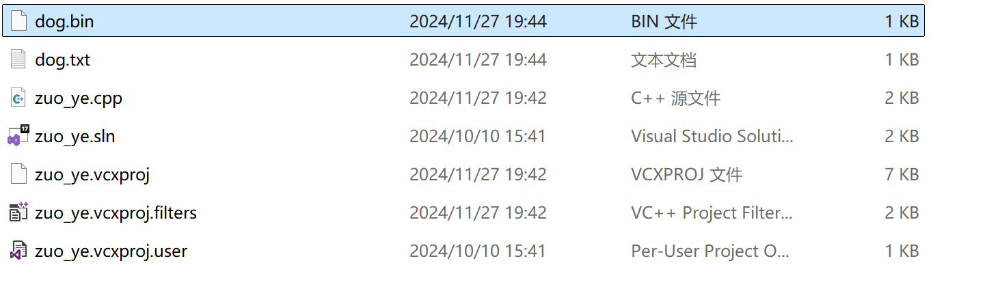 dog.bin 2024/11/27 19:44 BIN 文件 1 KB
dog.txt 2024/11/27 19:44 文本文档 1 KB
zuo_ye.cpp 2024/11/27 19:42 C++ 源文件 2 KB
zuo_ye.sln 2024/10/10 15:41 Visual Studio Soluti... 2 KB
zuo_ye.vcxproj 2024/11/27 19:42 VCXPROJ 文件 7 KB
zuo_ye.vcxproj.filters 2024/11/27 19:42 VC++ Project Filter... 2 KB
zuo_ye.vcxproj.user 2024/10/10 15:41 Per-User Project O... 1 KB